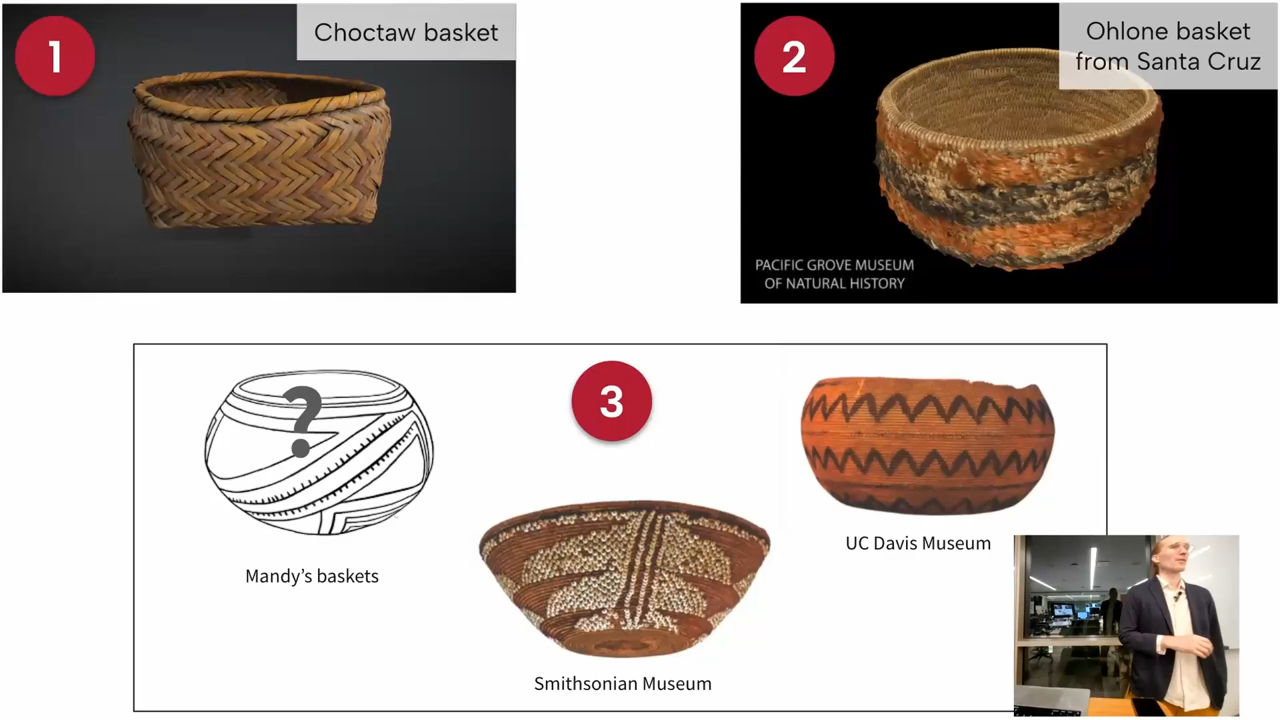 1
Choctaw basket
2
Ohlone basket
from Santa Cruz
PACIFIC GROVE MUSEUM
OF NATURAL HISTORY
?
3
Mandy's baskets
Smithsonian Museum
UC Davis Museum